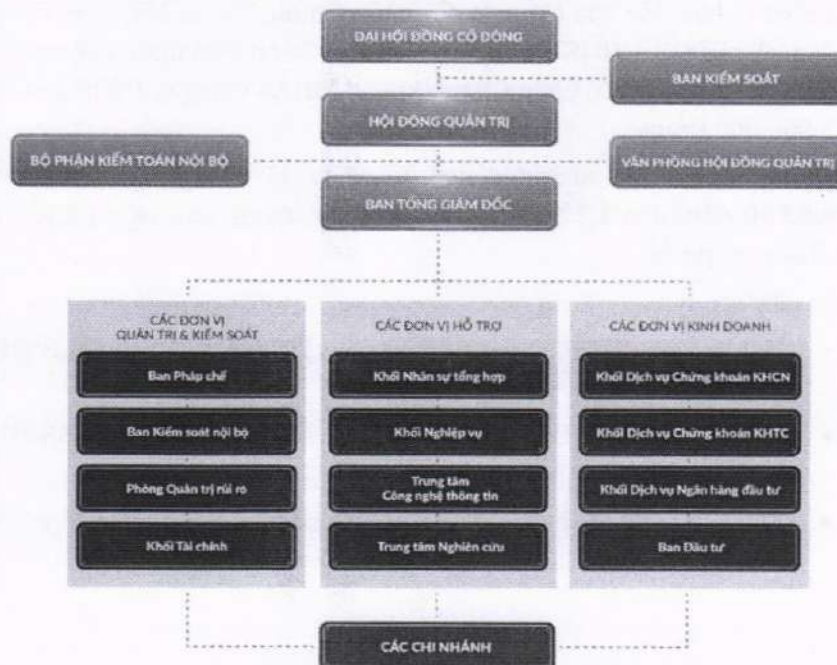 ĐẠI HỘI ĐỒNG CỔ ĐÔNG
BAN KIỂM SOÁT
HỘI ĐỒNG QUẢN TRỊ
BỘ PHẬN KIỂM TOÁN NỘI BỘ
VĂN PHÒNG HỘI ĐỒNG QUẢN TRỊ
BAN TỔNG GIÁM ĐỐC
CÁC ĐƠN VỊ
QUẢN TRỊ & KIỂM SOÁT
Ban Pháp chế
Ban Kiểm soát nội bộ
Phòng Quản trị rủi ro
Khối Tài chính
CÁC ĐƠN VỊ HỖ TRỢ
Khối Nhân sự tổng hợp
Khối Nghiệp vụ
Trung tâm
Công nghệ thông tin
Trung tâm Nghiên cứu
CÁC ĐƠN VỊ KINH DOANH
Khối Dịch vụ Chứng khoán KHCN
Khối Dịch vụ Chứng khoán KHTC
Khối Dịch vụ Ngân hàng đầu tư
Ban Đầu tư
CÁC CHI NHÁNH